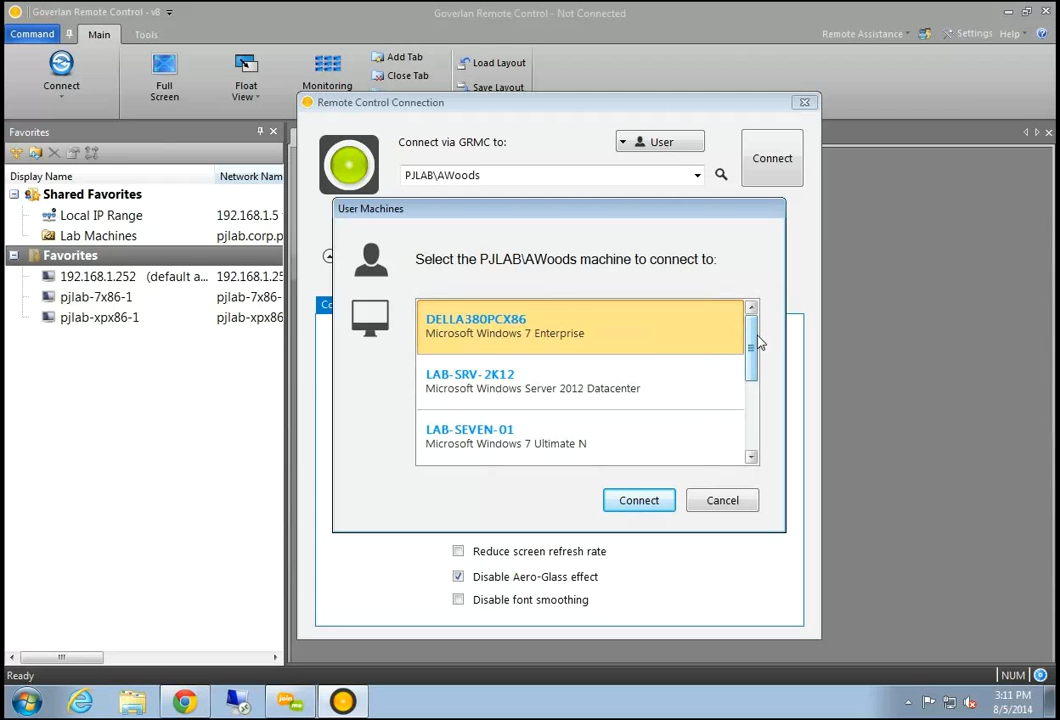 Goverlan Remote Control - v8
Goverlan Remote Control - Not Connected
Command
Main
Tools
Remote Assistance
Settings
Help
Connect
Full
Screen
Float
View
Monitoring
Add Tab
Close Tab
Load Layout
Save Layout
Favorites
Display Name
Network Name
Shared Favorites
Local IP Range
192.168.1.5
Lab Machines
pjlab.corp.p
Favorites
192.168.1.252 (default a...
192.168.1.25
pjlab-7x86-1
pjlab-7x86-
pjlab-xpx86-1
pjlab-xpx86
Remote Control Connection
Connect via GRMC to:
User
Connect
PJLAB\AWoods
User Machines
Select the PJLAB\AWoods machine to connect to:
Co
DELLA380PCX86
Microsoft Windows 7 Enterprise
LAB-SRV-2K12
Microsoft Windows Server 2012 Datacenter
LAB-SEVEN-01
Microsoft Windows 7 Ultimate N
Connect
Cancel
Reduce screen refresh rate
Disable Aero-Glass effect
Disable font smoothing
Ready
NUM
3:11 PM
8/5/2014